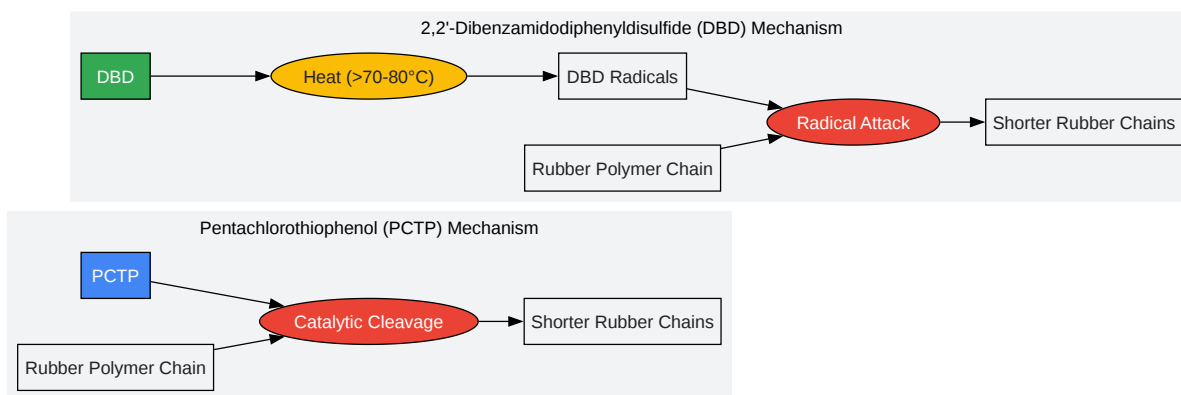 2,2'-Dibenzamidodiphenyldisulfide (DBD) Mechanism
DBD
Heat (>70-80°C)
DBD Radicals
Radical Attack
Shorter Rubber Chains
Rubber Polymer Chain
Pentachlorothiophenol (PCTP) Mechanism
PCTP
Catalytic Cleavage
Shorter Rubber Chains
Rubber Polymer Chain